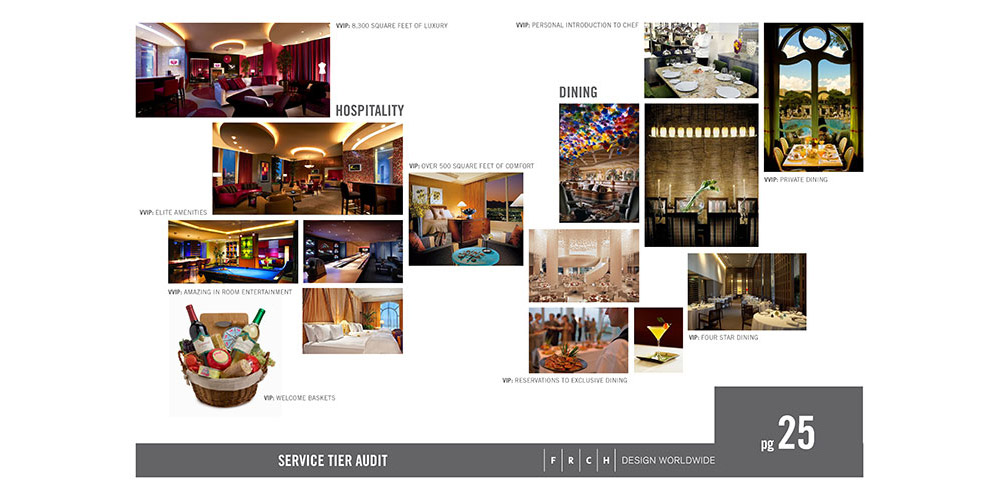 VVIP: 8,300 SQUARE FEET OF LUXURY
HOSPITALITY
VIP: OVER 500 SQUARE FEET OF COMFORT
VVIP: ELITE AMENITIES
VVIP: AMAZING IN ROOM ENTERTAINMENT
VIP: WELCOME BASKETS
VVIP: PERSONAL INTRODUCTION TO CHEF
DINING
VVIP: PRIVATE DINING
VIP: FOUR STAR DINING
VIP: RESERVATIONS TO EXCLUSIVE DINING
SERVICE TIER AUDIT
F R C H DESIGN WORLDWIDE
pg 25